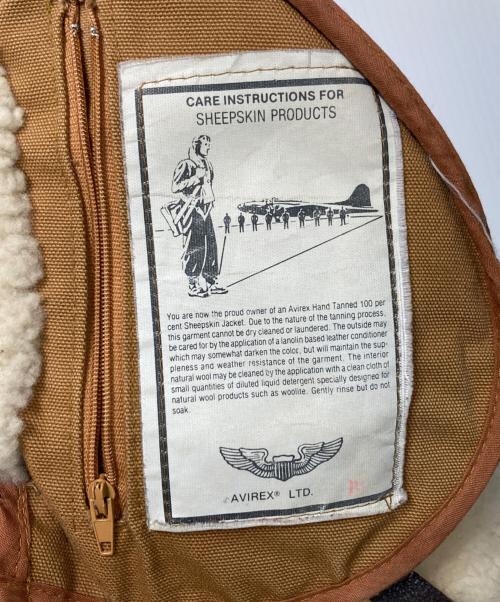 CARE INSTRUCTIONS FOR
SHEEPSKIN PRODUCTS
You are now the proud owner of an Avirex Hand Tanned 100 per
cent Sheepskin Jacket. Due to the nature of the tanning process,
this garment cannot be dry cleaned or laundered. The outside may
be cared for by the application of a lanolin based leather conditioner
which may somewhat darken the color, but will maintain the sup-
pleness and weather resistance of the garment. The interior
natural wool may be cleaned by the application with a clean cloth of
small quantities of diluted liquid detergent specially designed for
natural wool products such as woolite. Gently rinse but do not
soak.
AVIREX® LTD.